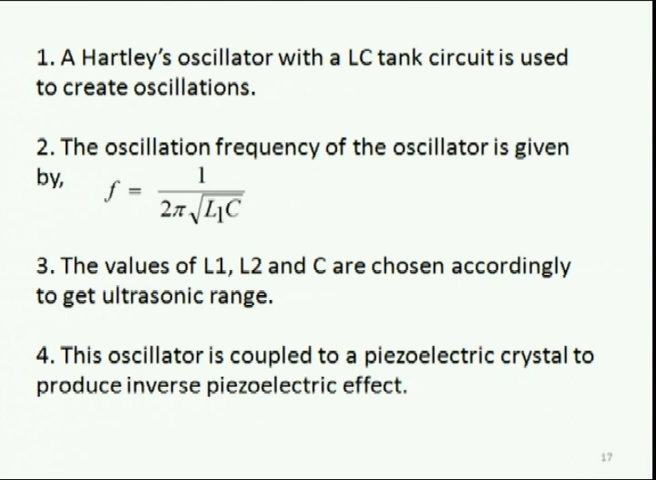 1. A Hartley's oscillator with a LC tank circuit is used
to create oscillations.
2. The oscillation frequency of the oscillator is given
by, f = 1 / 2π√L1C
3. The values of L1, L2 and C are chosen accordingly
to get ultrasonic range.
4. This oscillator is coupled to a piezoelectric crystal to
produce inverse piezoelectric effect.
17